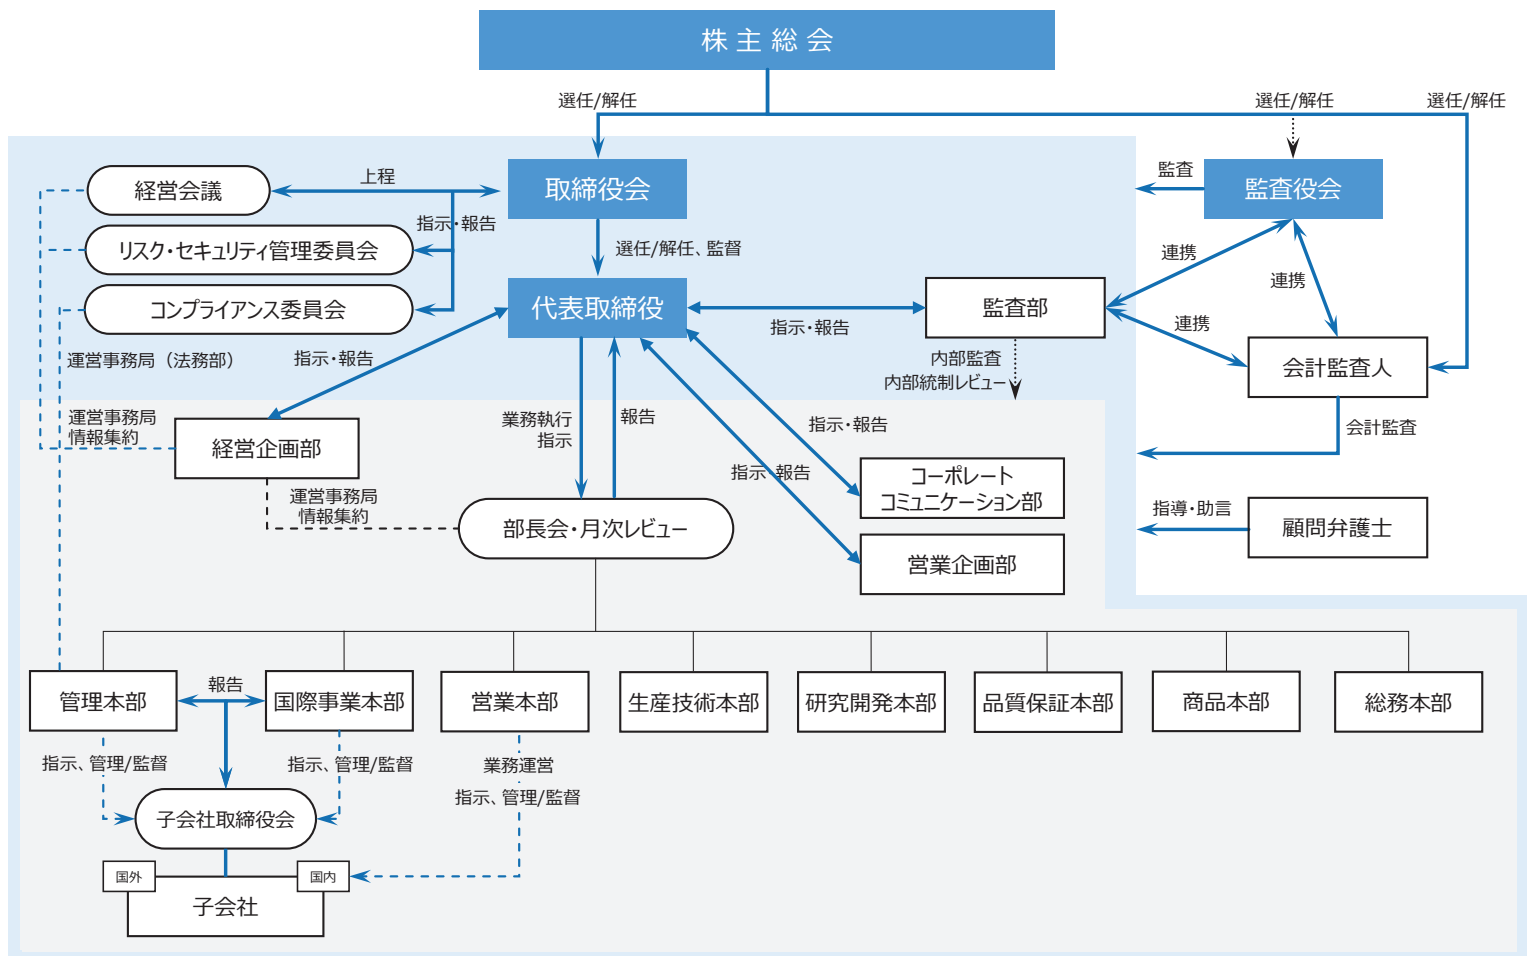 株主総会
選任/解任
選任/解任
選任/解任
経営会議
上程
取締役会
監査
監査役会
指示・報告
リスク・セキュリティ管理委員会
選任/解任、監督
連携
連携
コンプライアンス委員会
代表取締役
指示・報告
監査部
連携
運営事務局（法務部）
指示・報告
内部監査
内部統制レビュー
会計監査人
運営事務局
情報集約
経営企画部
業務執行
指示
報告
指示・報告
会計監査
指示・報告
コーポレート
コミュニケーション部
運営事務局
情報集約
部長会・月次レビュー
指導・助言
顧問弁護士
営業企画部
管理本部
報告
国際事業本部
営業本部
生産技術本部
研究開発本部
品質保証本部
商品本部
総務本部
指示、管理/監督
指示、管理/監督
業務運営
指示、管理/監督
子会社取締役会
国外
国内
子会社